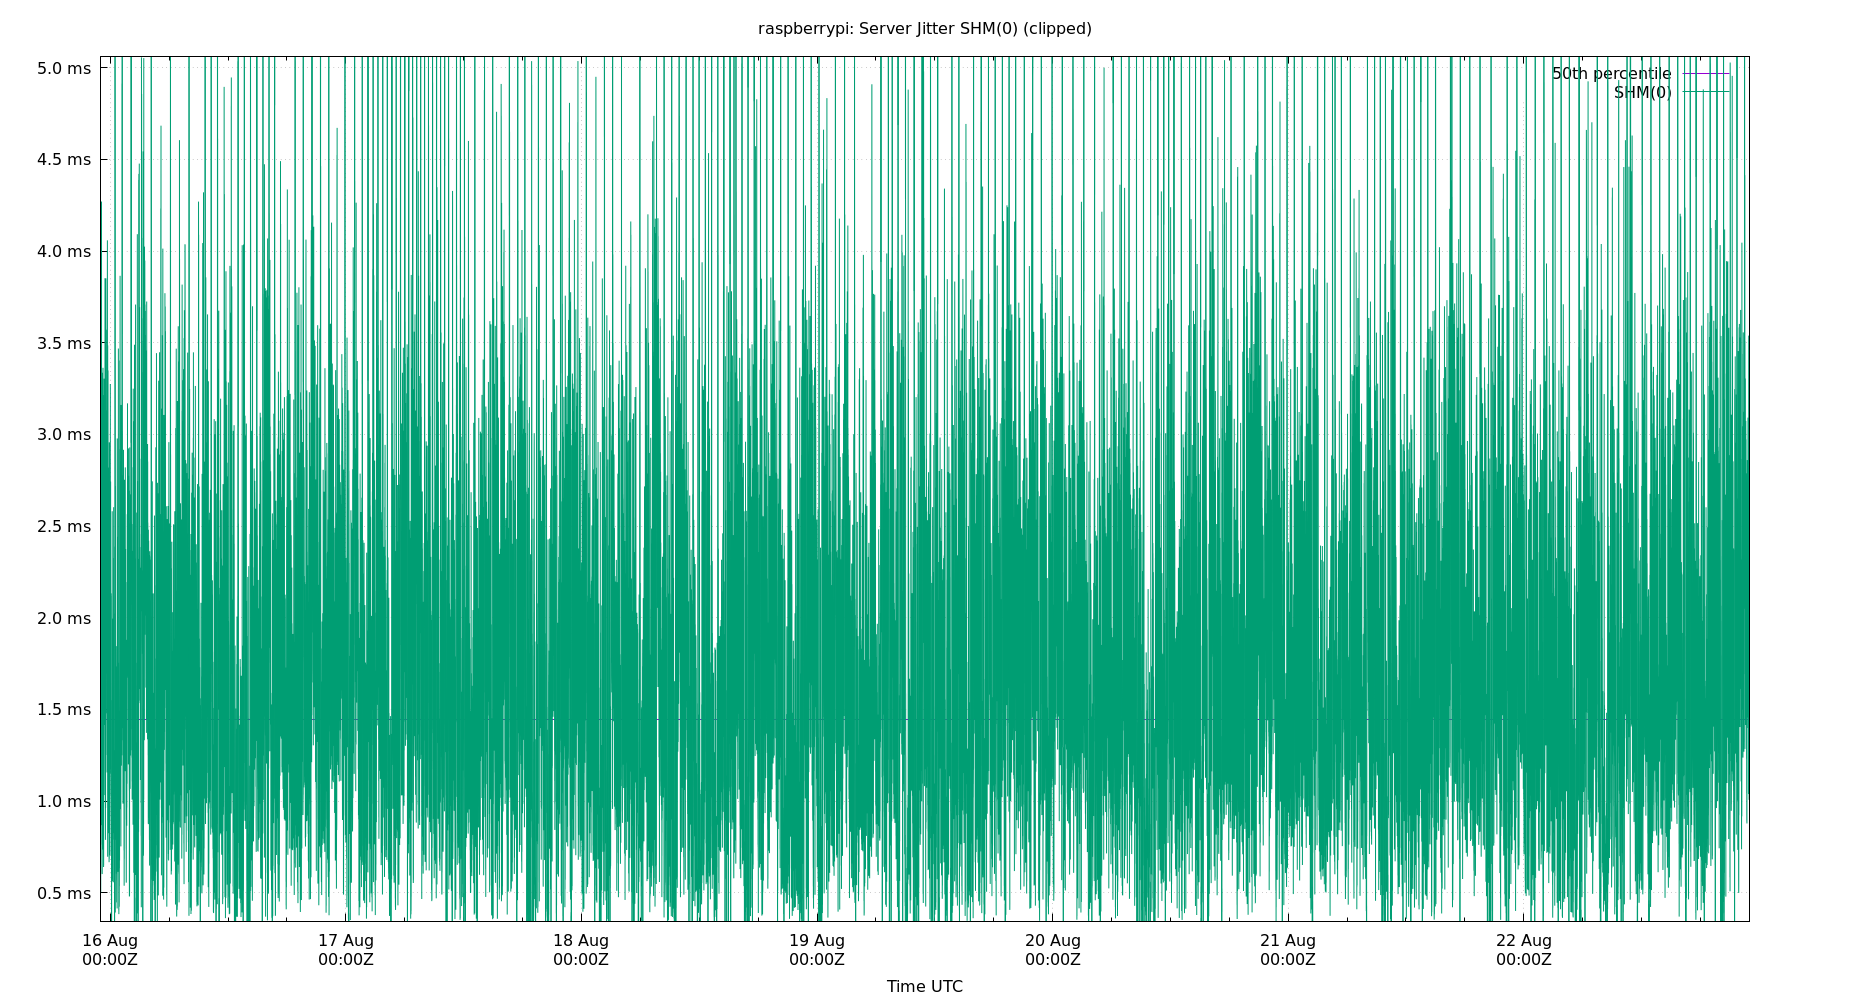 raspberrypi: Server Jitter SHM(0) (clipped)
5.0 ms
50th percentile
SHM(0)
4.5 ms
4.0 ms
3.5 ms
3.0 ms
2.5 ms
2.0 ms
1.5 ms
1.0 ms
0.5 ms
16 Aug 17 Aug 18 Aug 19 Aug 20 Aug 21 Aug 22 Aug
00:00Z 00:00Z 00:00Z 00:00Z 00:00Z 00:00Z 00:00Z
Time UTC